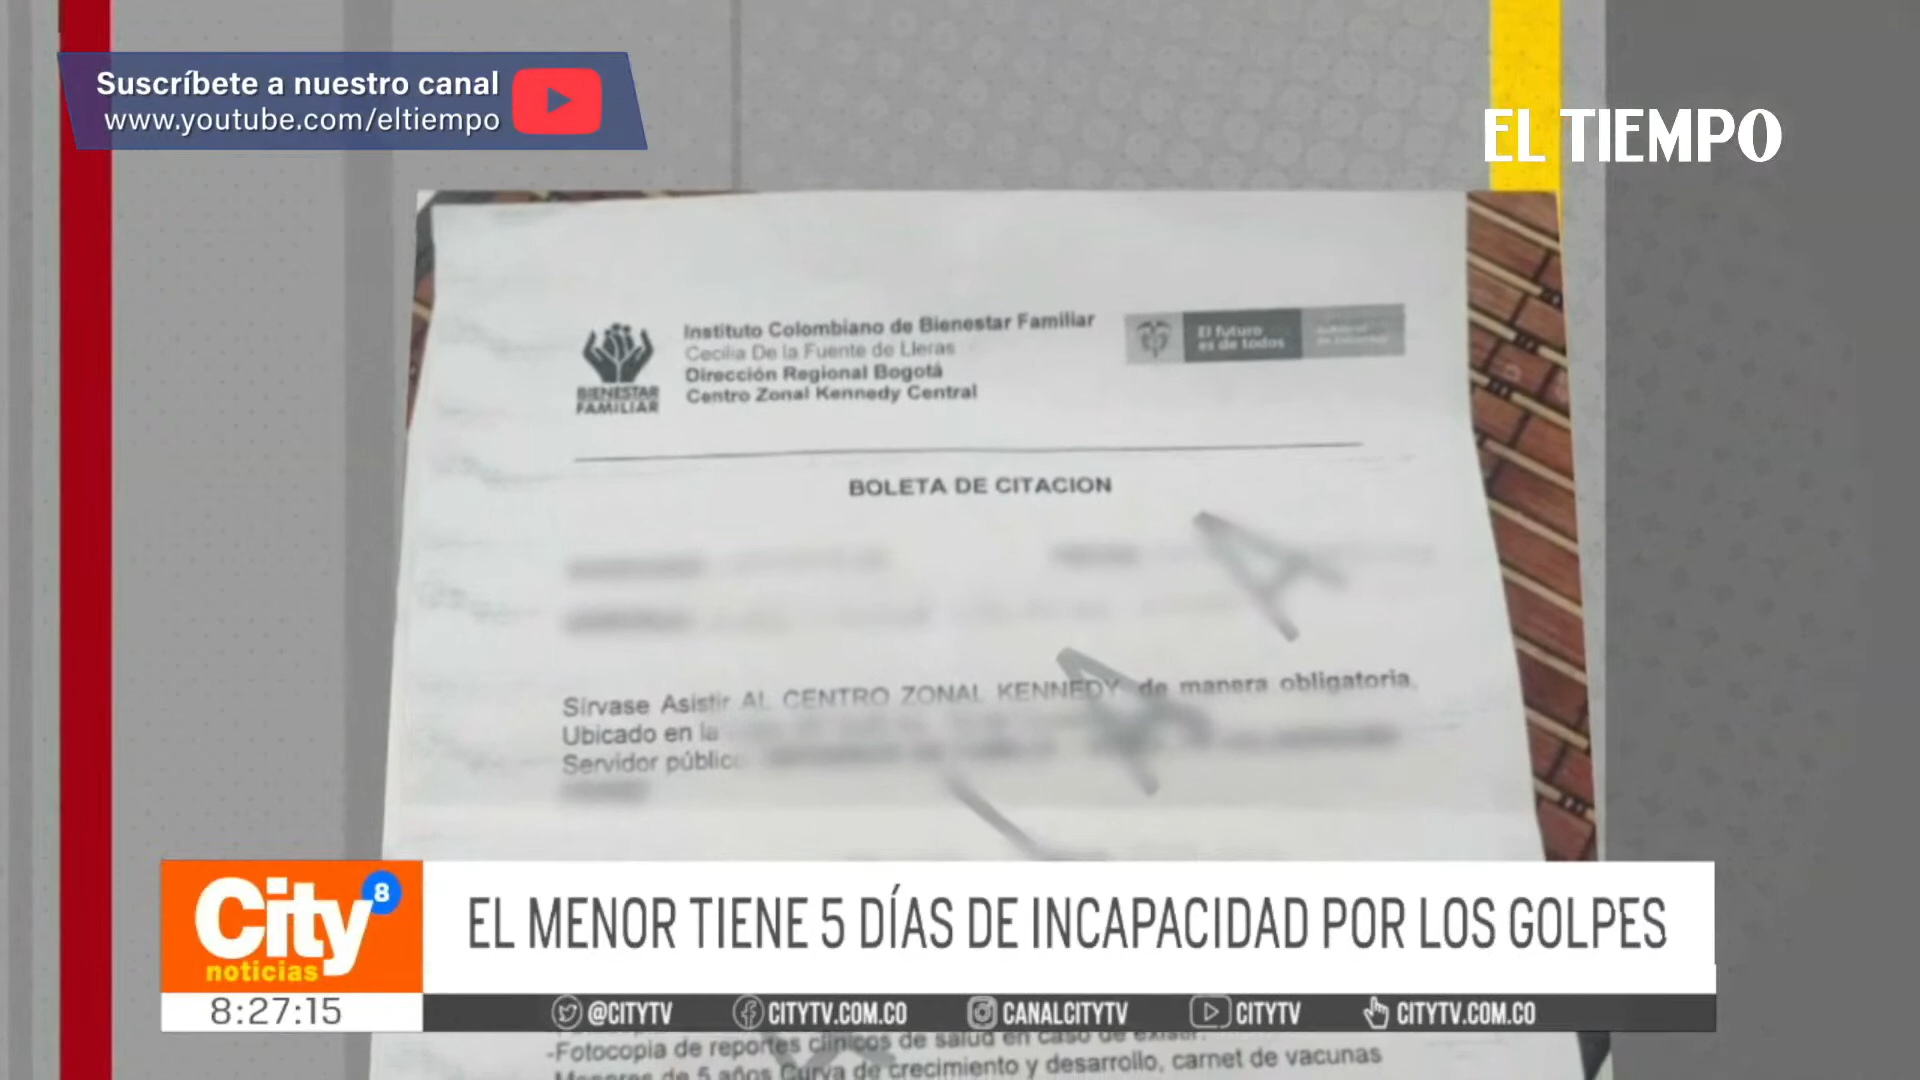 Suscríbete a nuestro canal
www.youtube.com/eltiempo
EL TIEMPO
Instituto Colombiano de Bienestar Familiar
Cecilia De la Fuente de Lleras
Dirección Regional Bogotá
Centro Zonal Kennedy Central
BIENESTAR
FAMILIAR
El futuro
es de todos
BOLETA DE CITACION
Sírvase Asistir AL CENTRO ZONAL KENNEDY de manera obligatoria.
Ubicado en la
Servidor público
City 8
noticias
EL MENOR TIENE 5 DÍAS DE INCAPACIDAD POR LOS GOLPES
8:27:15
@CITYTV CITYTV.COM.CO CANALCITYTV CITYTV CITYTV.COM.CO
-Fotocopia de reportes clínicos de salud en caso de existir.
Menores de 5 años Curva de crecimiento y desarrollo, carnet de vacunas